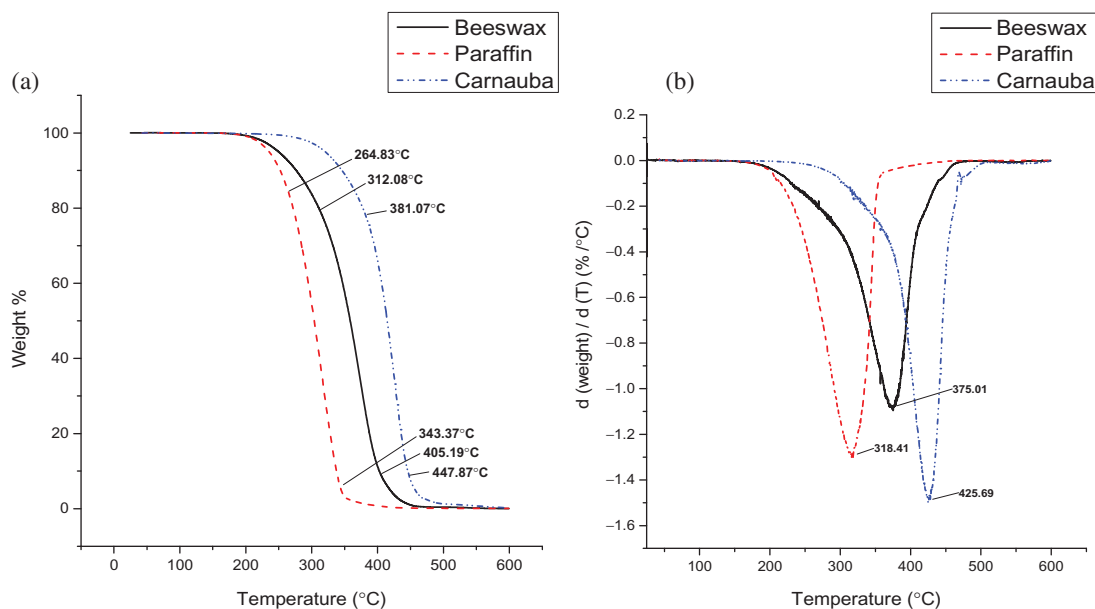 Beeswax
Paraffin
Carnauba
(a)
100
80
60
40
20
0
Weight %
264.83°C
312.08°C
381.07°C
343.37°C
405.19°C
447.87°C
0 100 200 300 400 500 600
Temperature (°C)
Beeswax
Paraffin
Carnauba
(b)
0.2
0.0
−0.2
−0.4
−0.6
−0.8
−1.0
−1.2
−1.4
−1.6
d (weight) / d (T) (% /°C)
375.01
318.41
425.69
100 200 300 400 500 600
Temperature (°C)